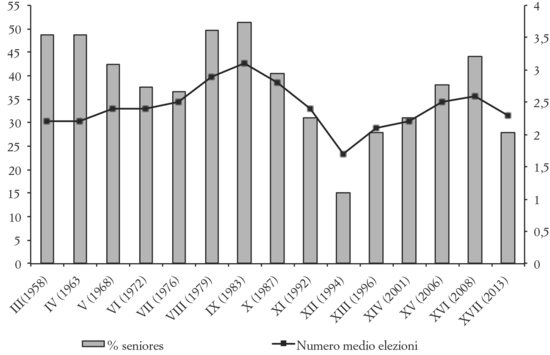 55
50
45
40
35
30
25
20
15
10
5
0
4
3,5
3
2,5
2
1,5
1
0,5
0
III(1958)
IV (1963
V (1968)
VI (1972)
VII (1976)
VIII (1979)
IX (1983)
X (1987)
XI (1992)
XII (1994)
XIII (1996)
XIV (2001)
XV (2006)
XVI (2008)
XVII (2013)
% seniores
Numero medio elezioni